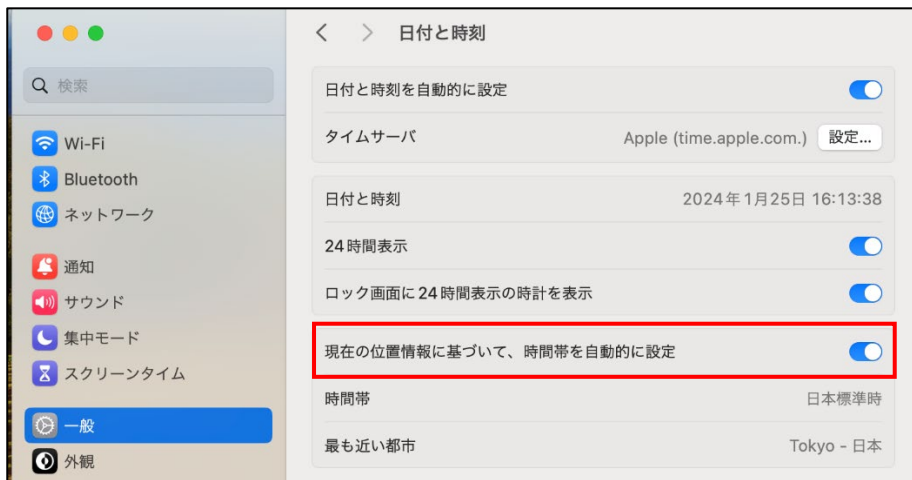 日付と時刻
検索
Wi-Fi
Bluetooth
ネットワーク
通知
サウンド
集中モード
スクリーンタイム
一般
外観
日付と時刻を自動的に設定
タイムサーバ Apple (time.apple.com.) 設定...
日付と時刻 2024年1月25日 16:13:38
24時間表示
ロック画面に24時間表示の時計を表示
現在の位置情報に基づいて、時間帯を自動的に設定
時間帯 日本標準時
最も近い都市 Tokyo - 日本